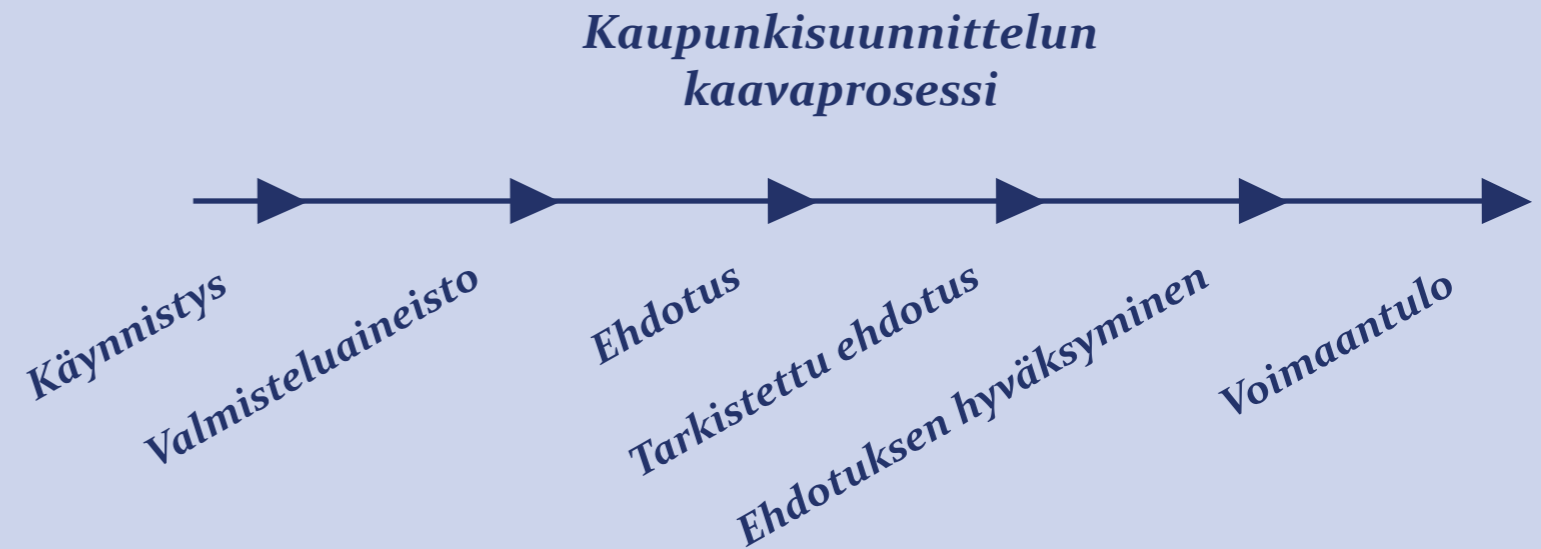 Kaupunkisuunnittelun
kaavaprosessi
Käynnistys
Valmisteluaineisto
Ehdotus
Tarkistettu ehdotus
Ehdotuksen hyväksyminen
Voimaantulo